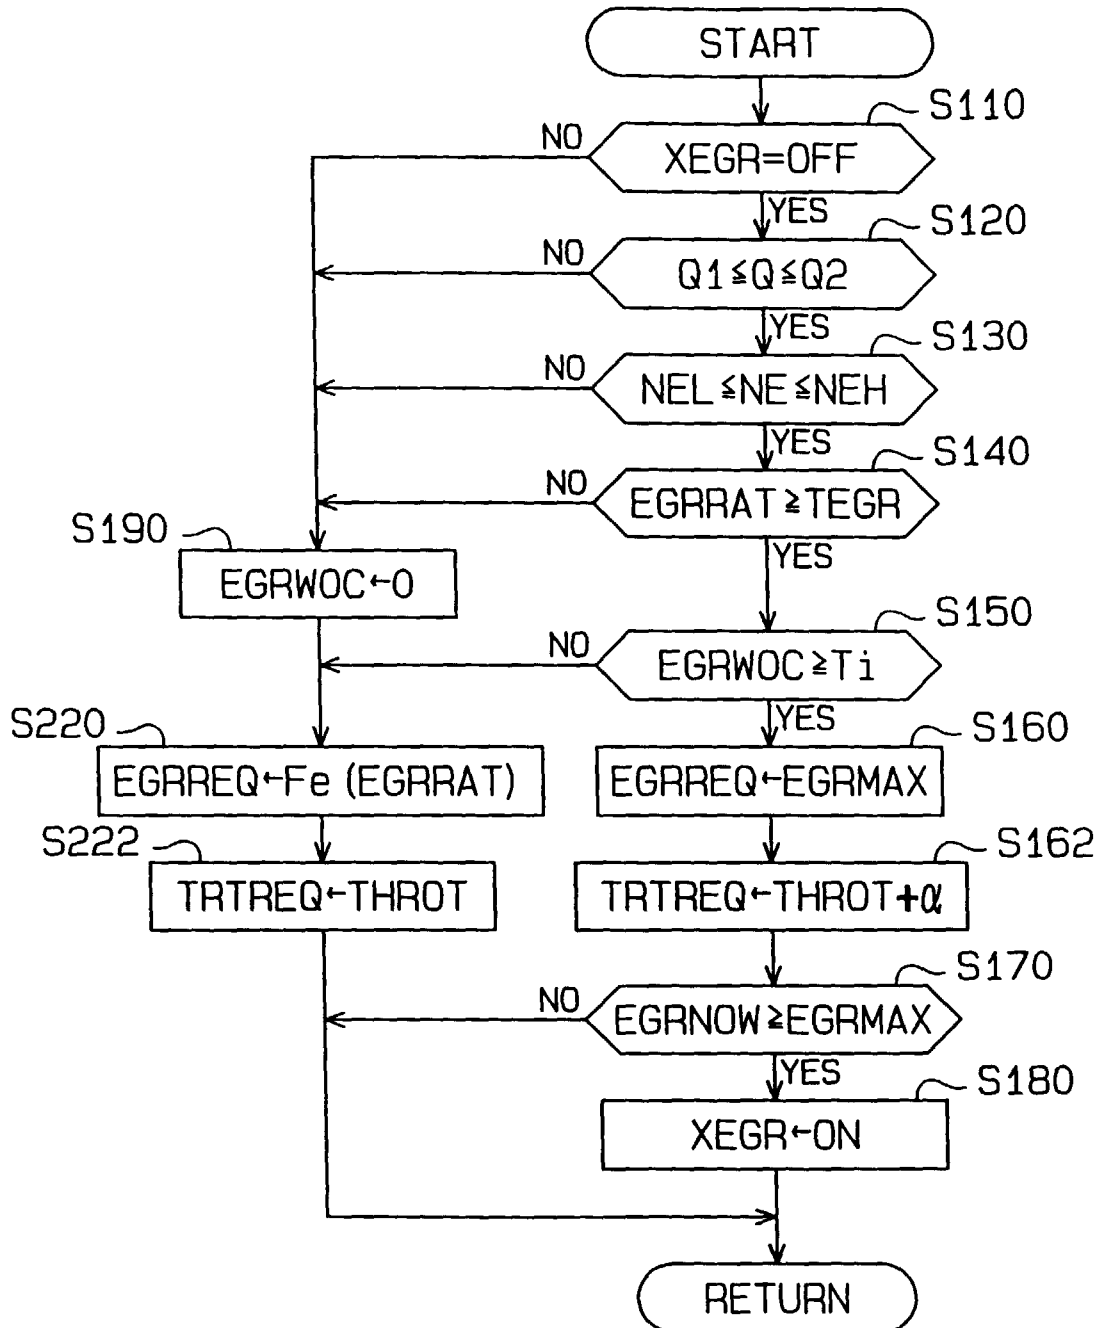 START
S110
NO
XEGR=OFF
YES
S120
NO
Q1≦Q≦Q2
YES
S130
NO
NEL≦NE≦NEH
YES
S140
NO
EGRRAT≧TEGR
YES
S190
EGRWOC←0
S150
NO
EGRWOC≧Ti
YES
S220
EGRREQ←Fe(EGRRAT)
S160
EGRREQ←EGRMAX
S222
TRTREQ←THROT
S162
TRTREQ←THROT+α
S170
NO
EGRNOW≧EGRMAX
YES
S180
XEGR←ON
RETURN